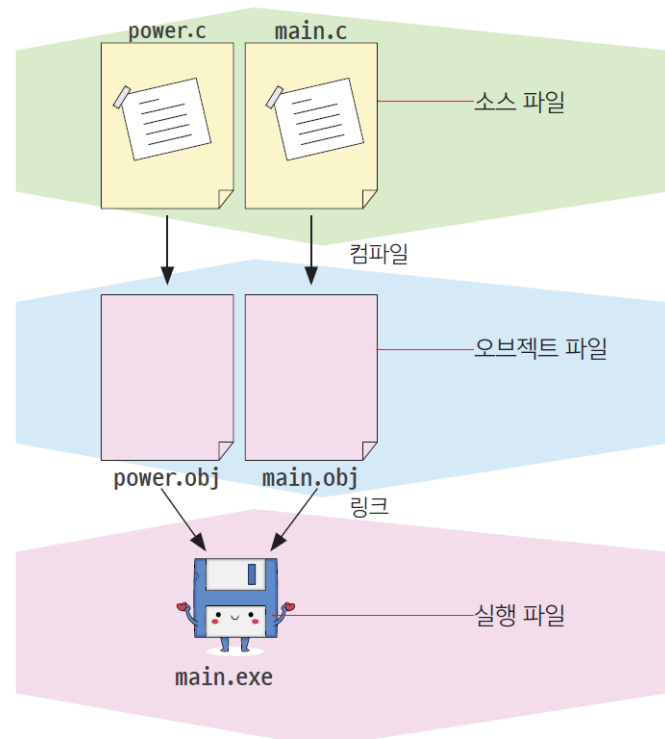 power.c
main.c
소스 파일
컴파일
오브젝트 파일
power.obj
main.obj
링크
실행 파일
main.exe